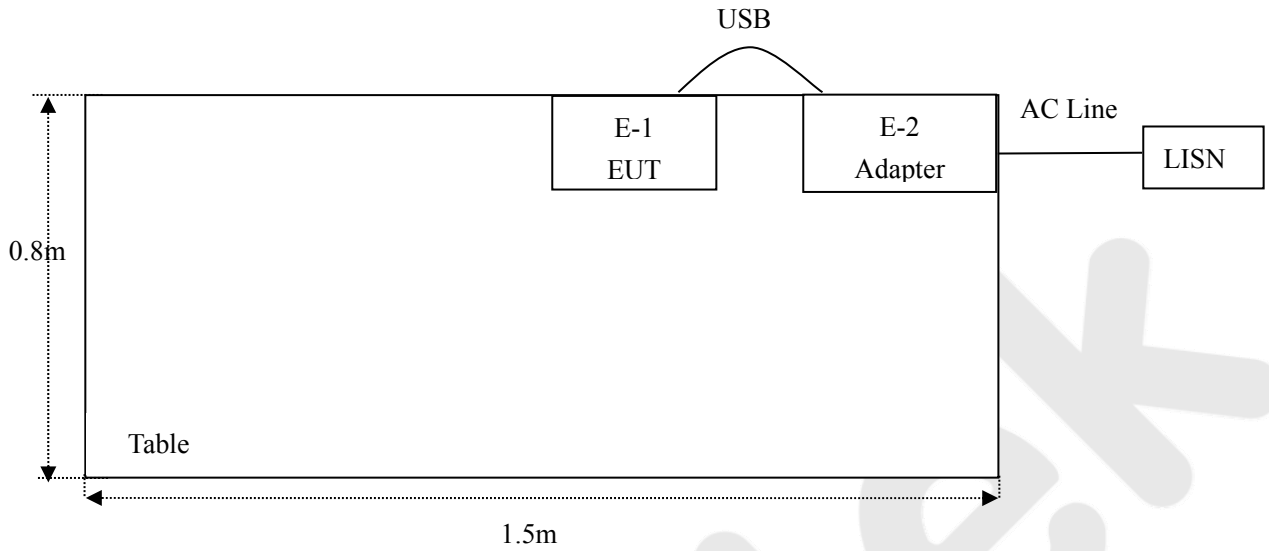 USB
AC Line
E-1
EUT
E-2
Adapter
LISN
0.8m
Table
1.5m